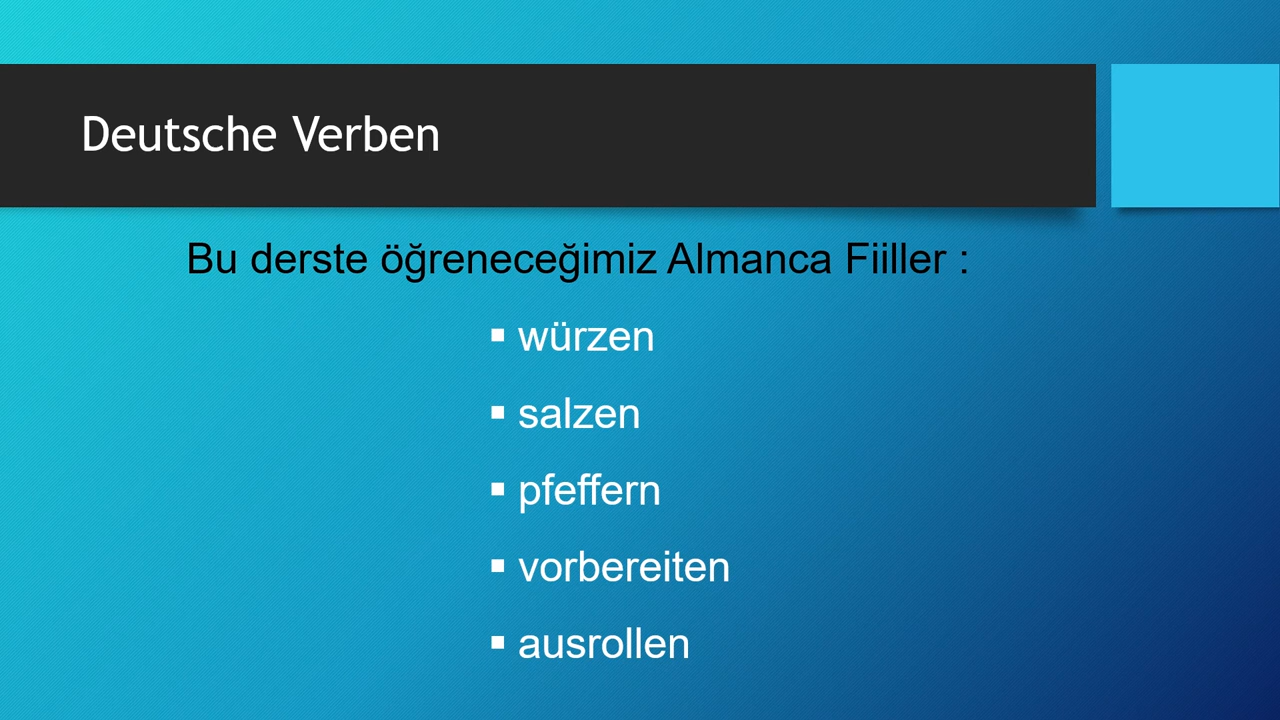 Deutsche Verben
Bu derste öğreneceğimiz Almanca Fiiller :
▪ würzen
▪ salzen
▪ pfeffern
▪ vorbereiten
▪ ausrollen